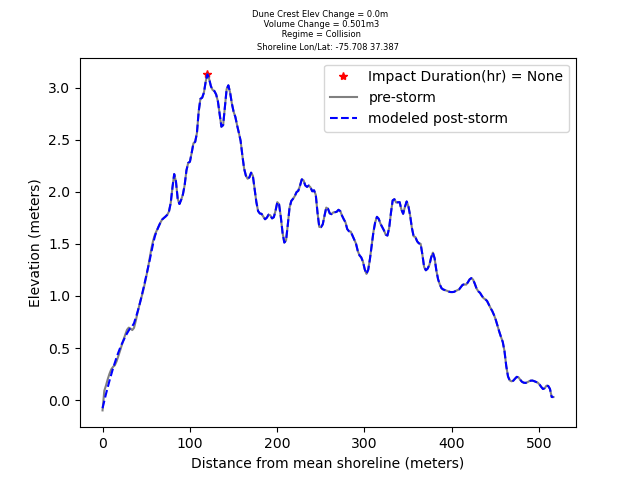 Dune Crest Elev Change = 0.0m
Volume Change = 0.501m3
Regime = Collision
Shoreline Lon/Lat: -75.708 37.387
Impact Duration(hr) = None
pre-storm
modeled post-storm
Elevation (meters)
3.0
2.5
2.0
1.5
1.0
0.5
0.0
0 100 200 300 400 500
Distance from mean shoreline (meters)